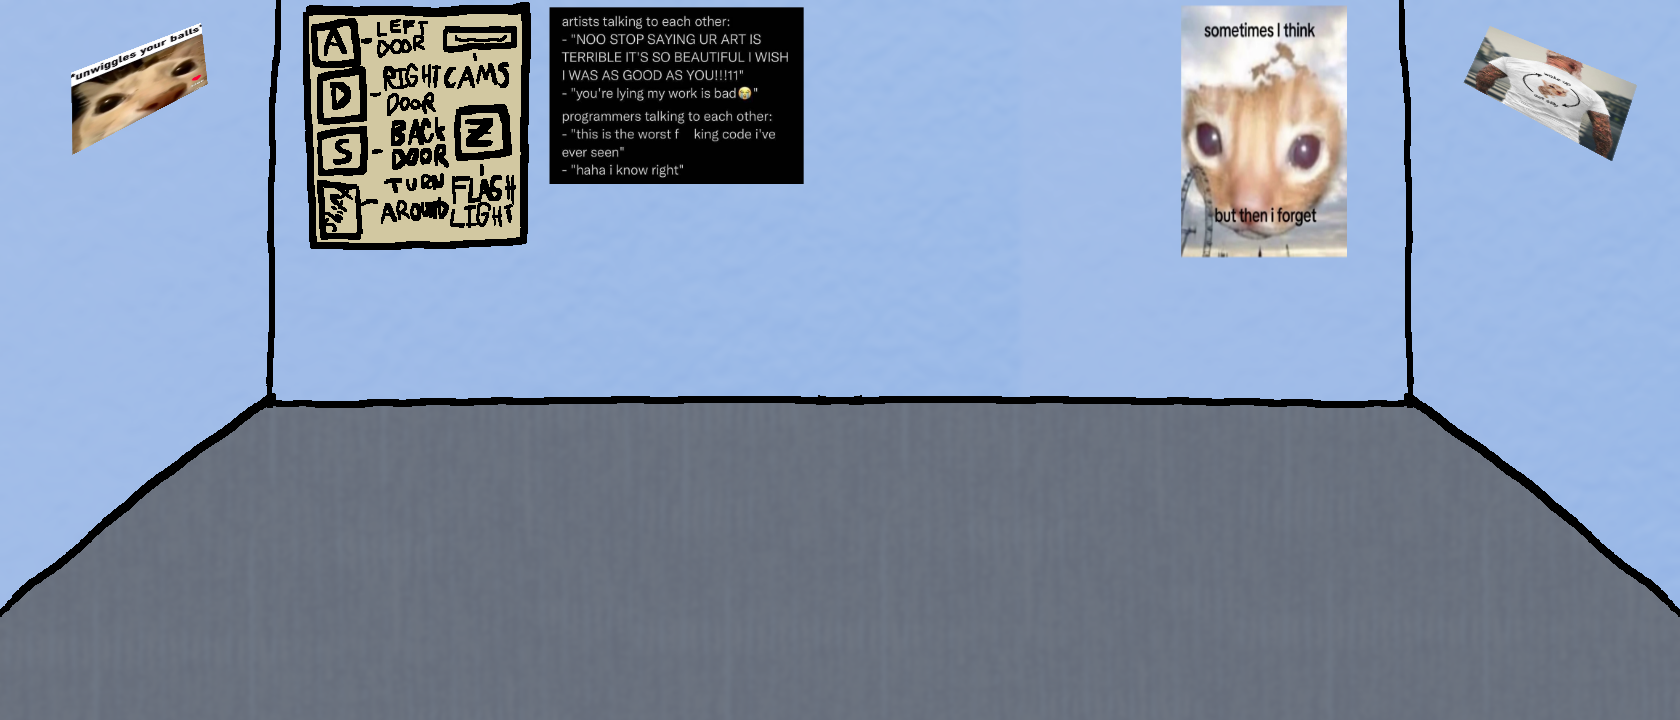 *unwiggles your balls*
A - LEFT DOOR
D - RIGHT DOOR
S - BACK DOOR
TURN AROUND
CAMS
Z
FLASH LIGHT
artists talking to each other:
- "NOO STOP SAYING UR ART IS
TERRIBLE IT'S SO BEAUTIFUL I WISH
I WAS AS GOOD AS YOU!!!11"
- "you're lying my work is bad😭"
programmers talking to each other:
- "this is the worst f king code i've
ever seen"
- "haha i know right"
sometimes I think
but then i forget
wake up